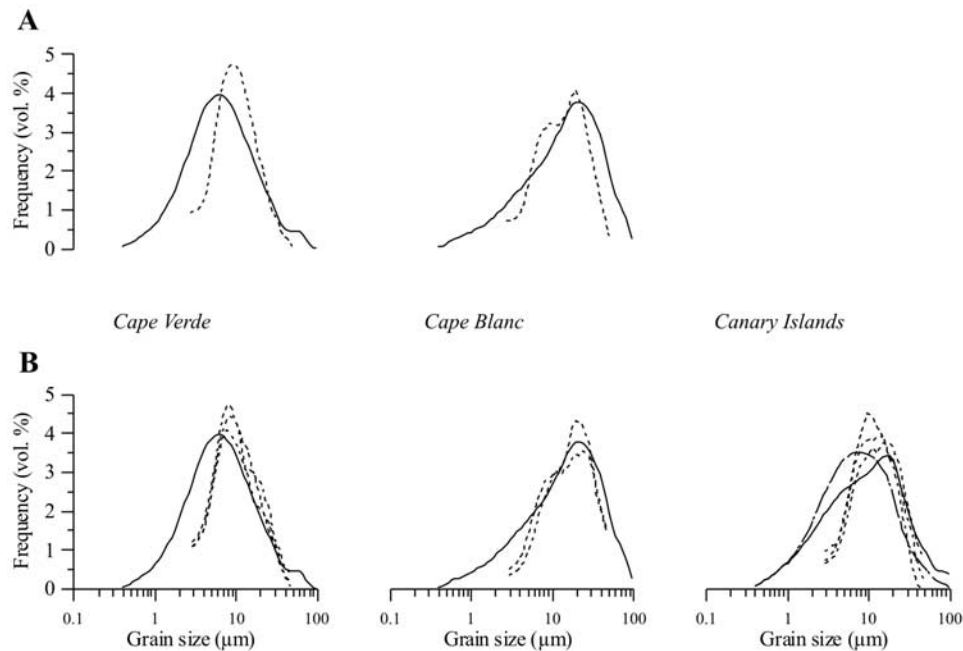 A
Frequency (vol. %)
5
4
3
2
1
0
Cape Verde Cape Blanc Canary Islands
B
Frequency (vol. %)
5
4
3
2
1
0
0.1 1 10 100 0.1 1 10 100 0.1 1 10 100
Grain size (µm) Grain size (µm) Grain size (µm)